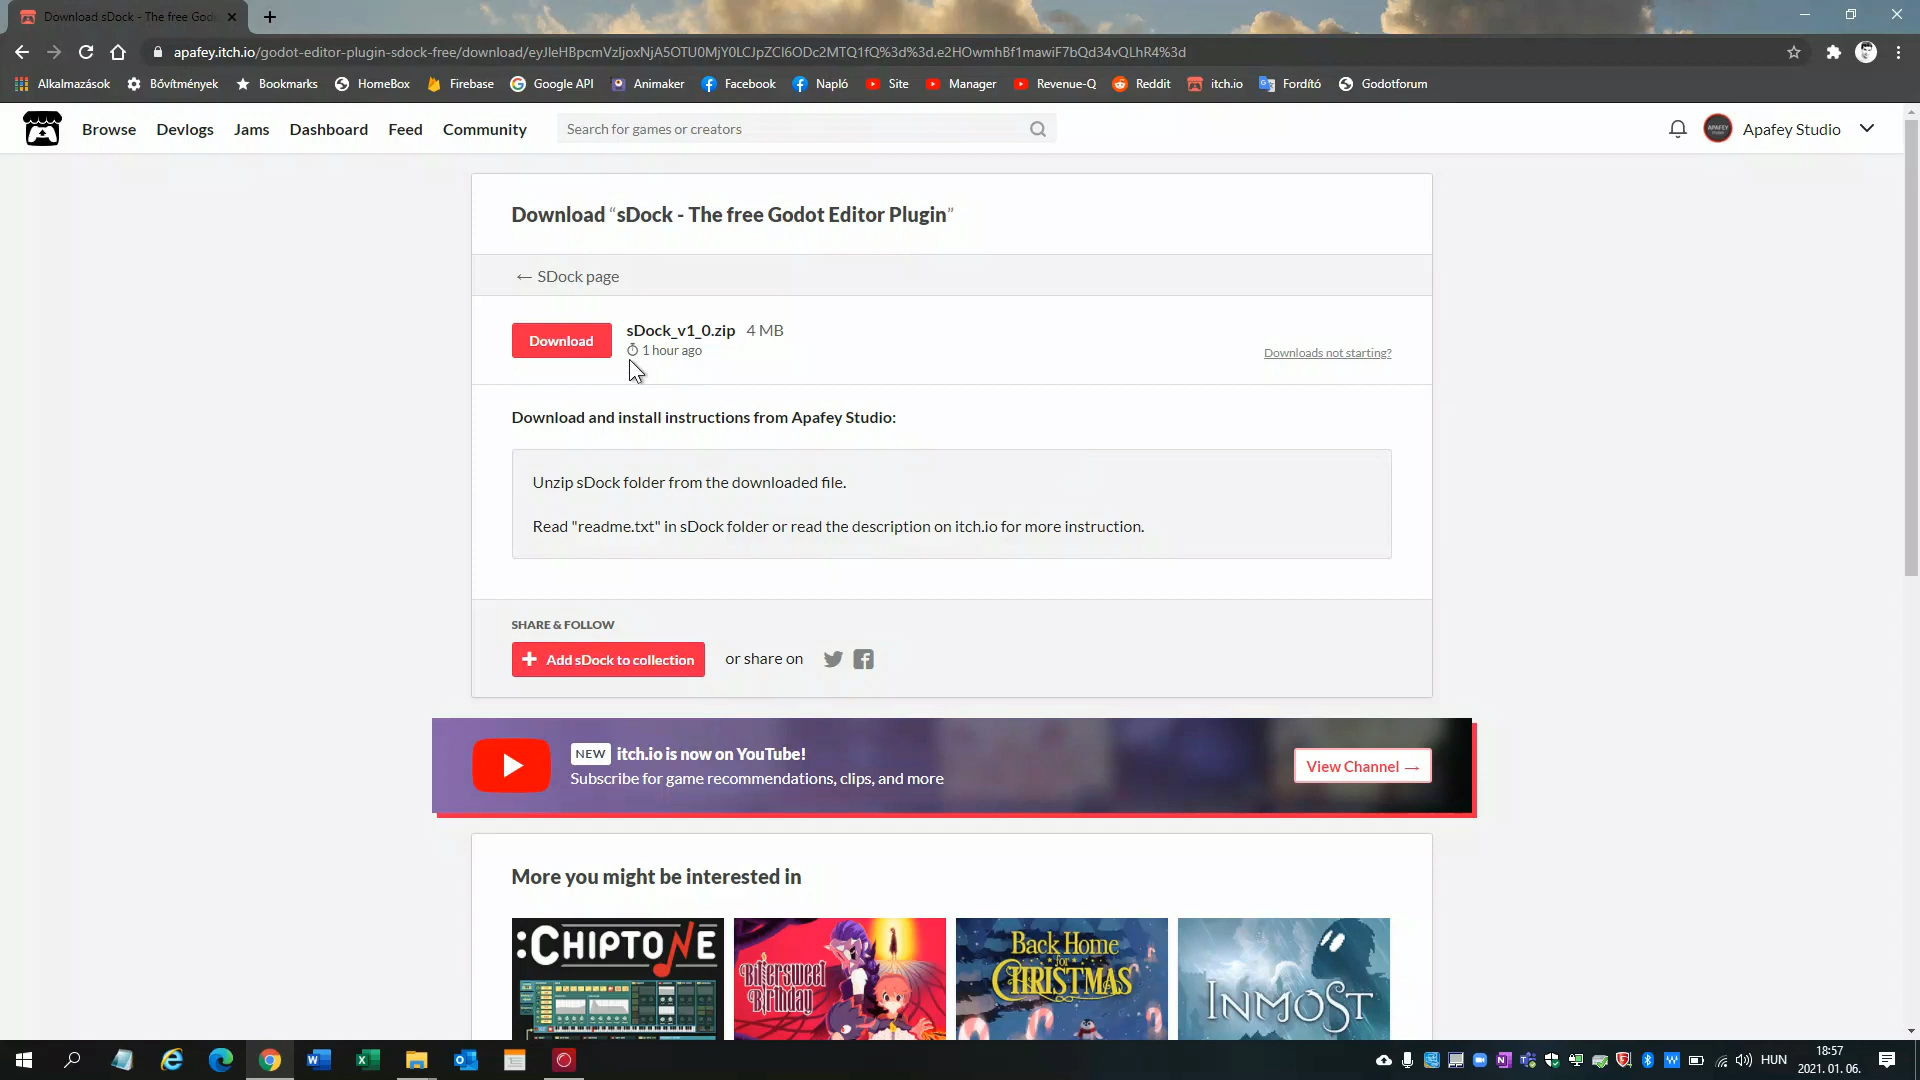 Download sDock - The free God
apafey.itch.io/godot-editor-plugin-sdock-free/download/eyJleHBpcmVzIjoxNjA5OTU0MjY0LCJpZCI6ODc2MTQ1fQ%3d%3d.e2HOwmhBf1mawiF7bQd34vQLhR4%3d
Alkalmazások Bővítmények Bookmarks HomeBox Firebase Google API Animaker Facebook Napló Site Manager Revenue-Q Reddit itch.io Fordító Godotforum
Browse Devlogs Jams Dashboard Feed Community Search for games or creators Apafey Studio
Download “sDock - The free Godot Editor Plugin”
← SDock page
Download sDock_v1_0.zip 4 MB
1 hour ago
Downloads not starting?
Download and install instructions from Apafey Studio:
Unzip sDock folder from the downloaded file.
Read "readme.txt" in sDock folder or read the description on itch.io for more instruction.
SHARE & FOLLOW
Add sDock to collection or share on
NEW itch.io is now on YouTube!
Subscribe for game recommendations, clips, and more
View Channel →
More you might be interested in
:CHIPTONE
Bittersweet
Birthday
Back Home
for
CHRISTMAS
INMOST
HUN
18:57
2021. 01. 06.